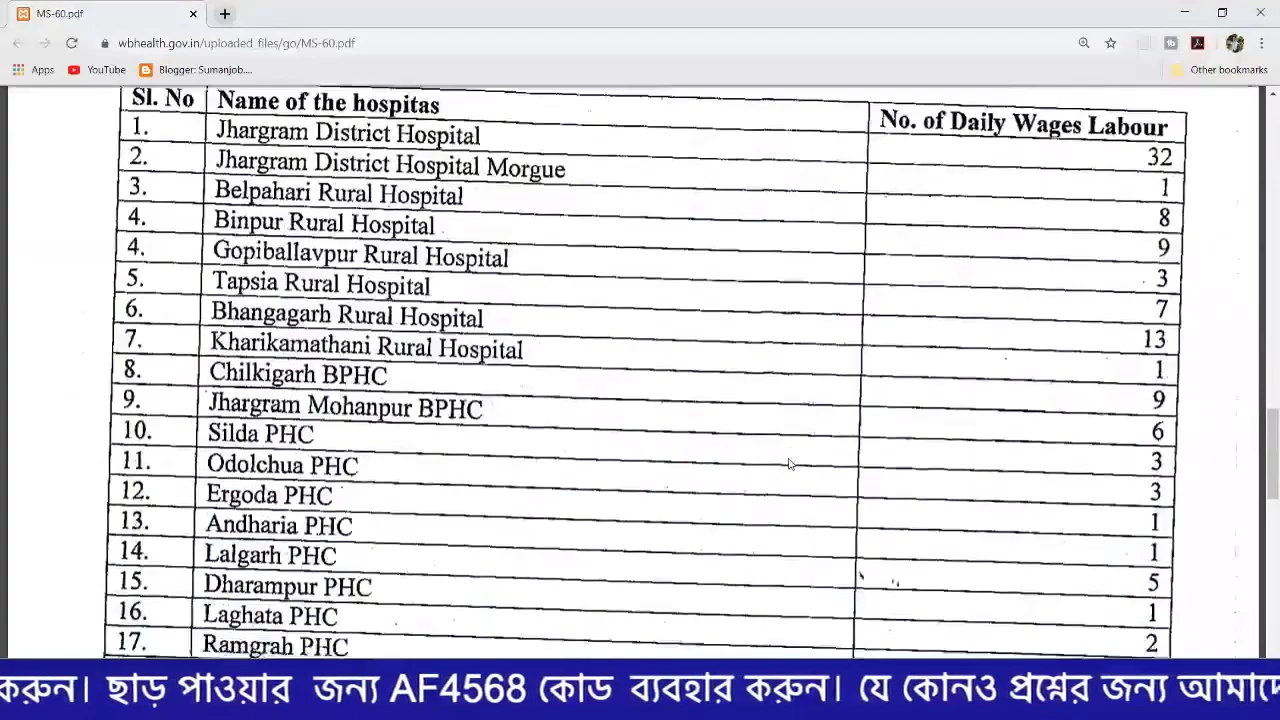 MS-60.pdf
wbhealth.gov.in/uploaded_files/go/MS-60.pdf
Apps YouTube Blogger: Sumanjob.... Other bookmarks
Sl. No Name of the hospitas No. of Daily Wages Labour
1. Jhargram District Hospital 32
2. Jhargram District Hospital Morgue 1
3. Belpahari Rural Hospital 8
4. Binpur Rural Hospital 9
4. Gopiballavpur Rural Hospital 3
5. Tapsia Rural Hospital 7
6. Bhangagarh Rural Hospital 13
7. Kharikamathani Rural Hospital 1
8. Chilkigarh BPHC 9
9. Jhargram Mohanpur BPHC 6
10. Silda PHC 3
11. Odolchua PHC 3
12. Ergoda PHC 1
13. Andharia PHC 1
14. Lalgarh PHC 5
15. Dharampur PHC 1
16. Laghata PHC 2
17. Ramgrah PHC
করুন। ছাড় পাওয়ার জন্য AF4568 কোড ব্যবহার করুন। যে কোনও প্রশ্নের জন্য আমাদে